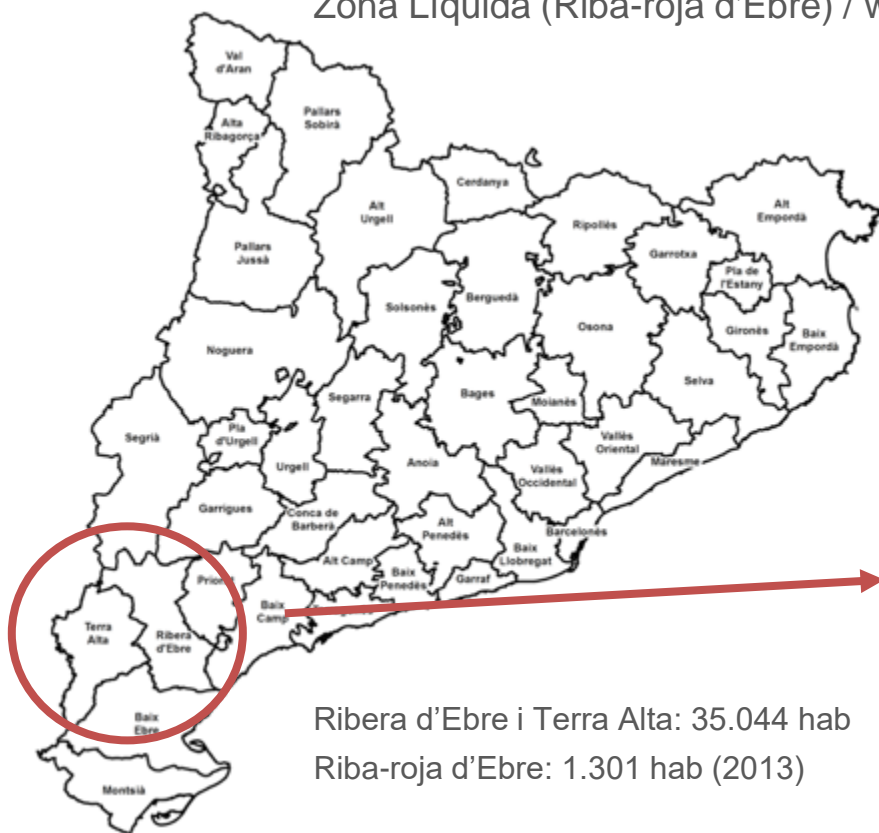 Zona Líquida (Riba-roja d'Ebre) /
Val
d'Aran
Alta
Ribagorça
Pallars
Sobirà
Cerdanya
Alt
Urgell
Ripollès
Alt
Empordà
Garrotxa
Pallars
Jussà
Pla de
l'Estany
Solsonès
Berguedà
Osona
Gironès
Baix
Empordà
Noguera
Selva
Segarra
Bages
Moianès
Segrià
Pla
d'Urgell
Urgell
Anoia
Vallès
Oriental
Maresme
Vallès
Occidental
Garrigues
Conca de
Barberà
Alt
Penedès
Barcelonès
Baix
Llobregat
Alt Camp
Baix
Penedès
Garraf
Priorat
Baix
Camp
Terra
Alta
Ribera
d'Ebre
Baix
Ebre
Montsià
Ribera d'Ebre i Terra Alta: 35.044 hab
Riba-roja d'Ebre: 1.301 hab (2013)